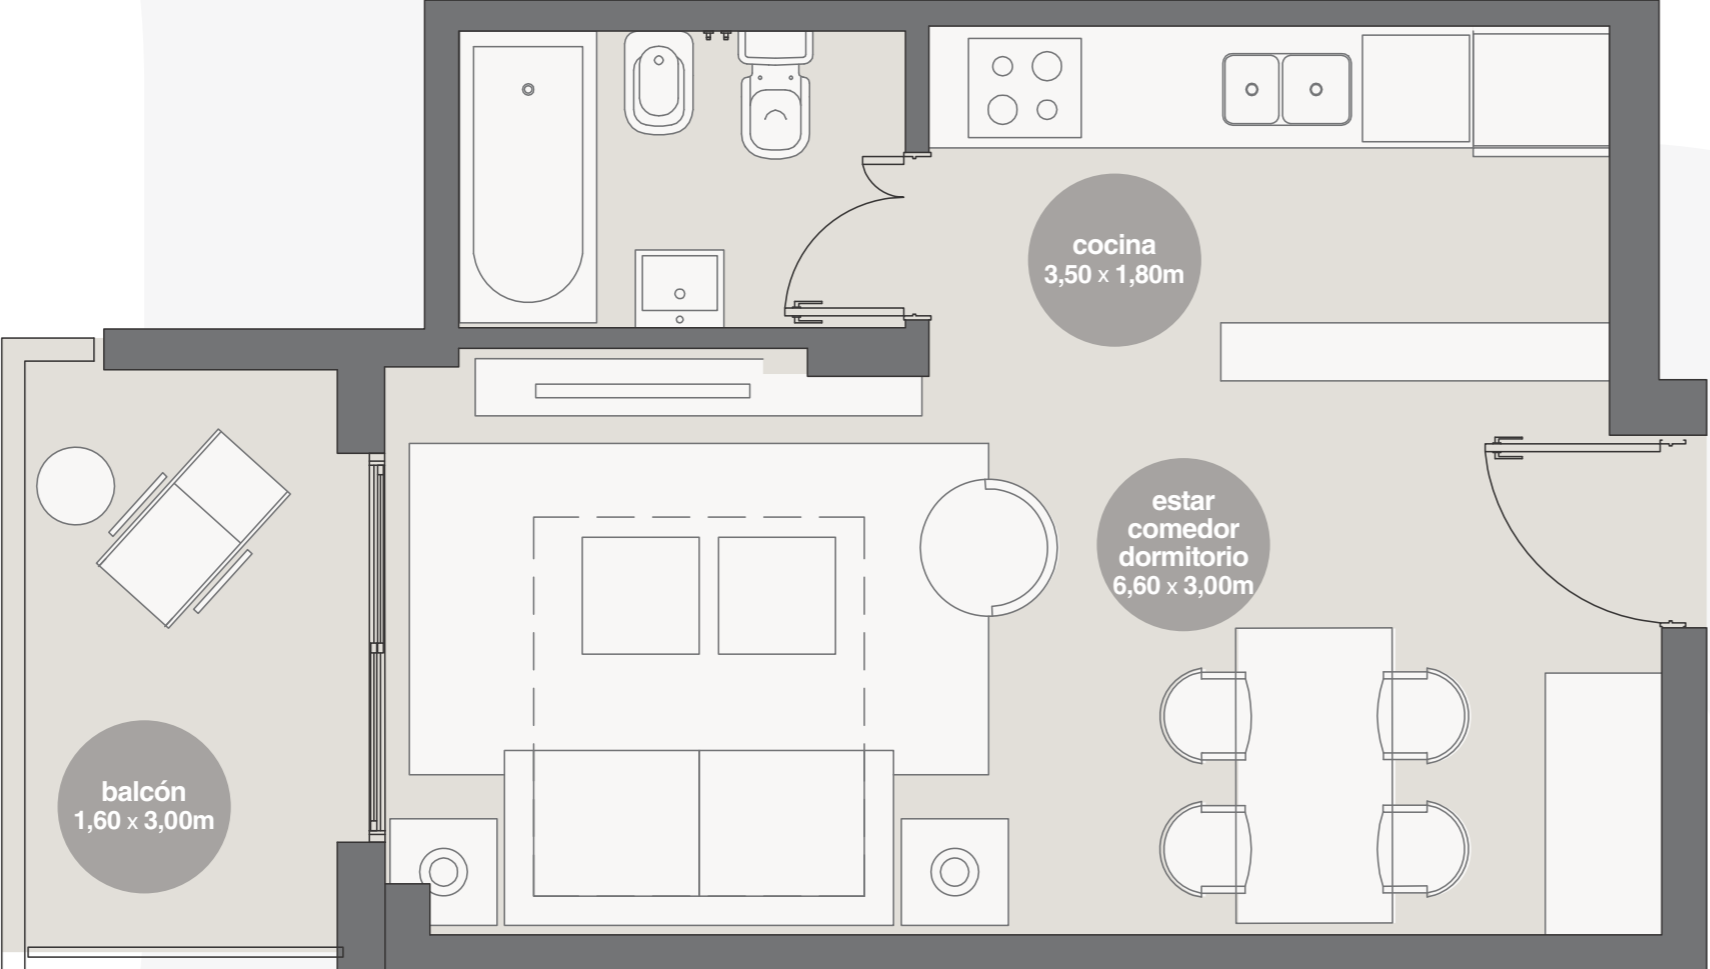 cocina
3,50 x 1,80m
estar
comedor
dormitorio
6,60 x 3,00m
balcón
1,60 x 3,00m